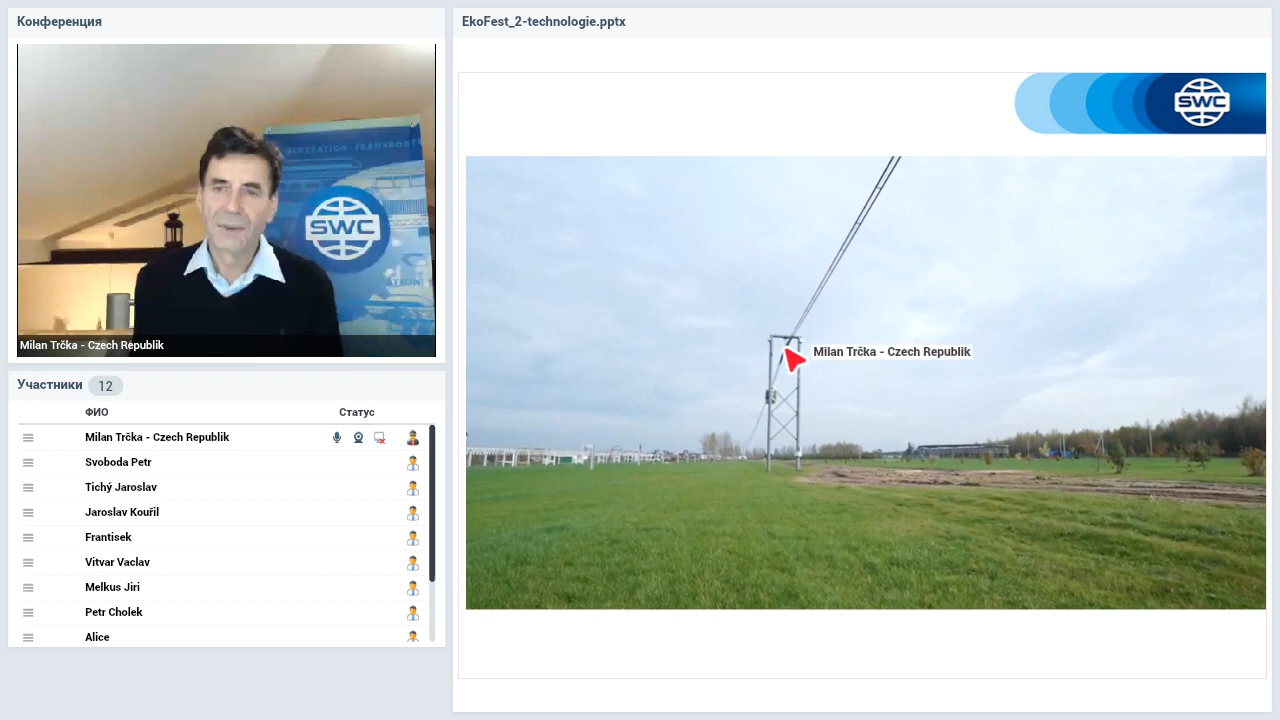 Конференция
SWC
Milan Trčka - Czech Republik
Участники 12
ФИО Статус
Milan Trčka - Czech Republik
Svoboda Petr
Tichý Jaroslav
Jaroslav Kouřil
Frantisek
Vitvar Vaclav
Melkus Jiri
Petr Cholek
Alice
EkoFest_2-technologie.pptx
SWC
Milan Trčka - Czech Republik